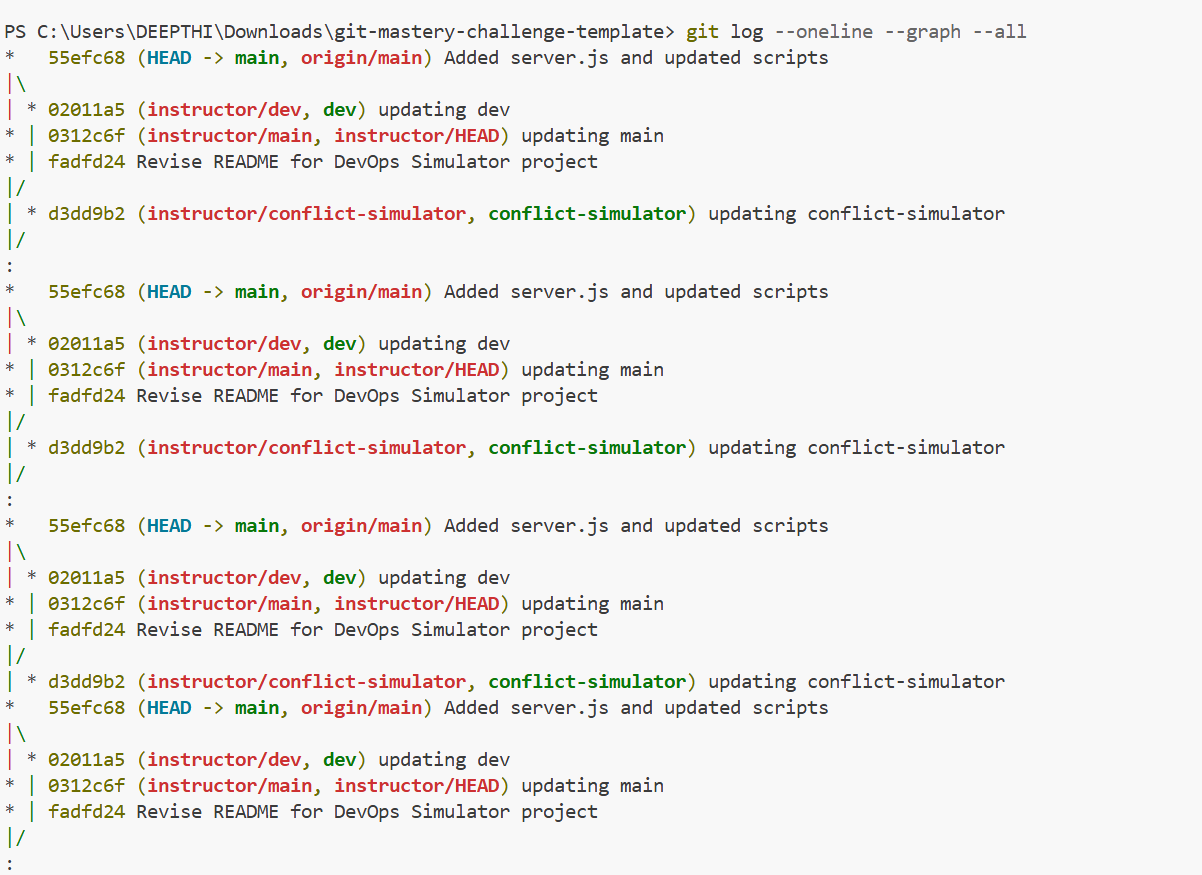 PS C:\Users\DEEPTHI\Downloads\git-mastery-challenge-template> git log --oneline --graph --all
*   55efc68 (HEAD -> main, origin/main) Added server.js and updated scripts
|\
| * 02011a5 (instructor/dev, dev) updating dev
* | 0312c6f (instructor/main, instructor/HEAD) updating main
* | fadfd24 Revise README for DevOps Simulator project
|/
| * d3dd9b2 (instructor/conflict-simulator, conflict-simulator) updating conflict-simulator
|/
:
*   55efc68 (HEAD -> main, origin/main) Added server.js and updated scripts
|\
| * 02011a5 (instructor/dev, dev) updating dev
* | 0312c6f (instructor/main, instructor/HEAD) updating main
* | fadfd24 Revise README for DevOps Simulator project
|/
| * d3dd9b2 (instructor/conflict-simulator, conflict-simulator) updating conflict-simulator
|/
:
*   55efc68 (HEAD -> main, origin/main) Added server.js and updated scripts
|\
| * 02011a5 (instructor/dev, dev) updating dev
* | 0312c6f (instructor/main, instructor/HEAD) updating main
* | fadfd24 Revise README for DevOps Simulator project
|/
| * d3dd9b2 (instructor/conflict-simulator, conflict-simulator) updating conflict-simulator
*   55efc68 (HEAD -> main, origin/main) Added server.js and updated scripts
|\
| * 02011a5 (instructor/dev, dev) updating dev
* | 0312c6f (instructor/main, instructor/HEAD) updating main
* | fadfd24 Revise README for DevOps Simulator project
|/
: